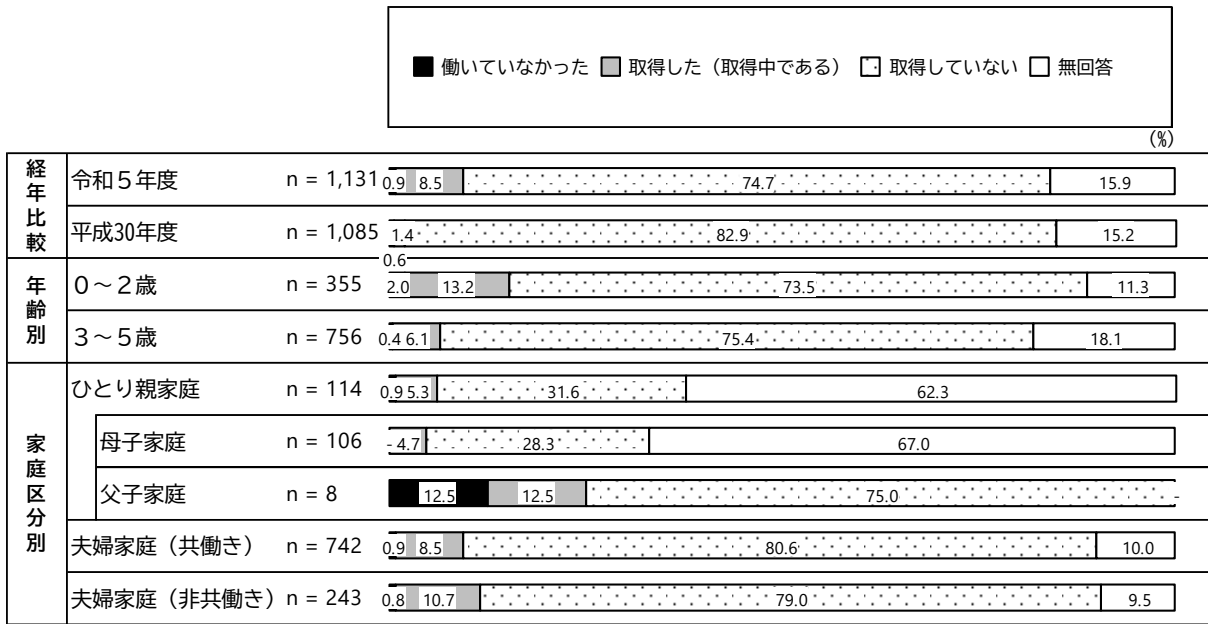 働いていなかった 取得した（取得中である） 取得していない 無回答
(%)
経年比較
令和５年度 n = 1,131 0.9 8.5 74.7 15.9
平成30年度 n = 1,085 1.4 82.9 15.2
0.6
年齢別
０～２歳 n = 355 2.0 13.2 73.5 11.3
３～５歳 n = 756 0.4 6.1 75.4 18.1
家庭区分別
ひとり親家庭 n = 114 0.9 5.3 31.6 62.3
母子家庭 n = 106 - 4.7 28.3 67.0
父子家庭 n = 8 12.5 12.5 75.0 -
夫婦家庭（共働き） n = 742 0.9 8.5 80.6 10.0
夫婦家庭（非共働き） n = 243 0.8 10.7 79.0 9.5